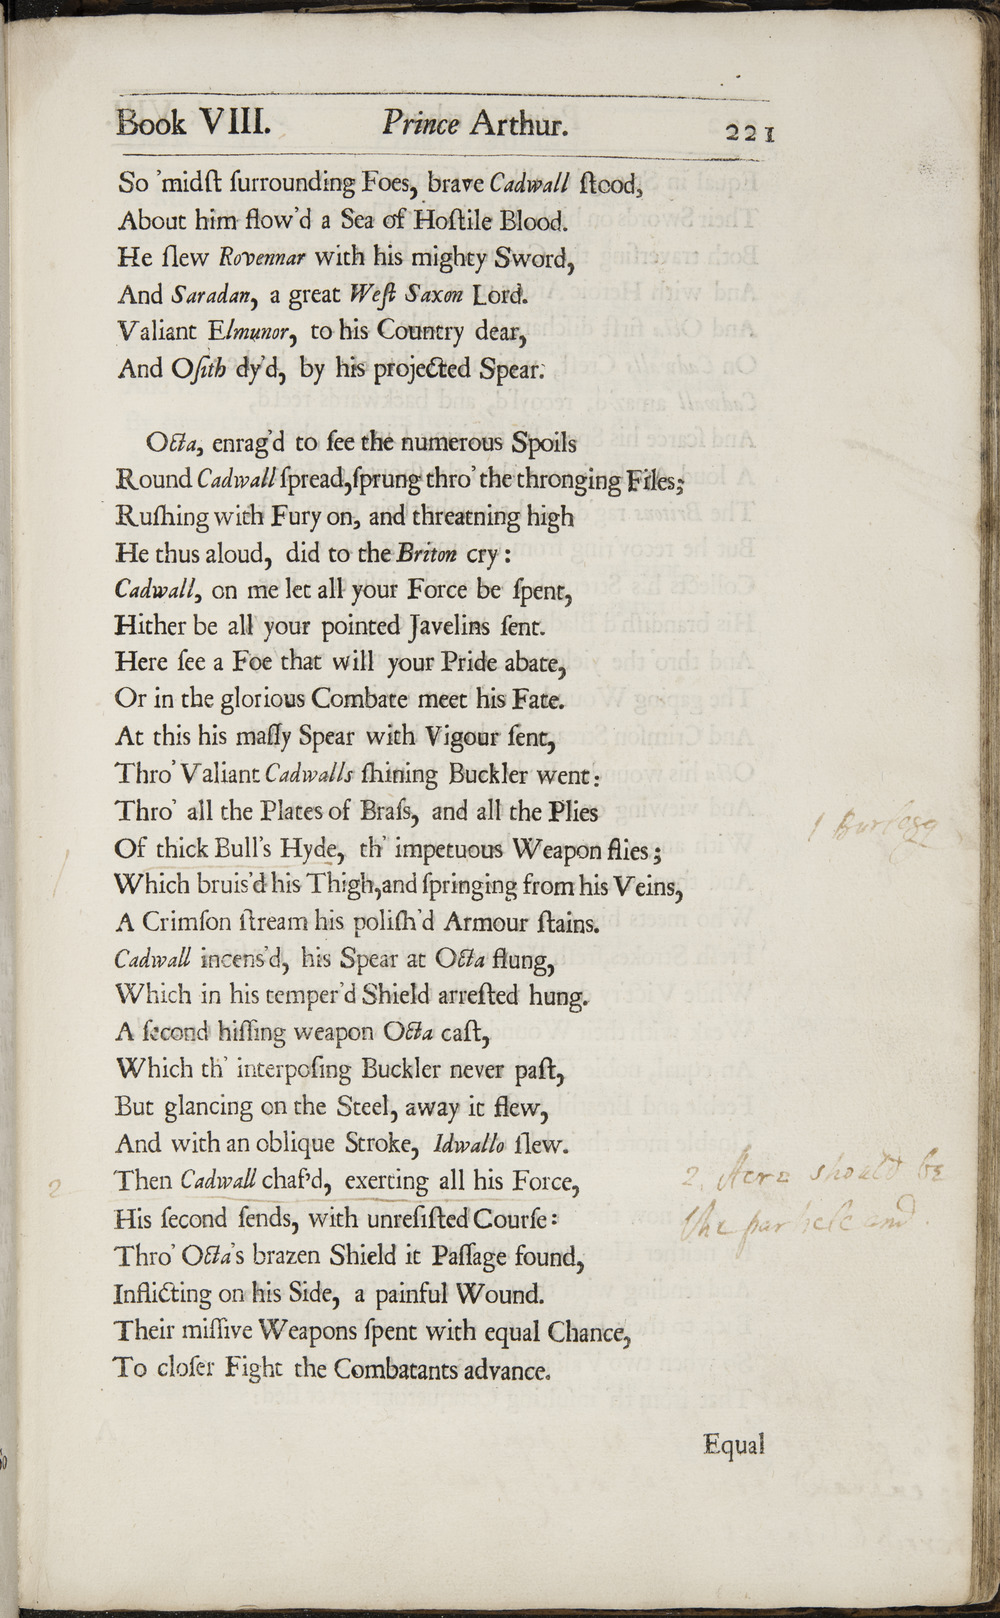 Book VIII. Prince Arthur. 221
So 'midſt ſurrounding Foes, brave Cadwall ſtood,
About him flow'd a Sea of Hoſtile Blood.
He ſlew Rovennar with his mighty Sword,
And Saradan, a great Weſt Saxon Lord.
Valiant Elmunor, to his Country dear,
And Oſith dy'd, by his projected Spear.
Octa, enrag'd to ſee the numerous Spoils
Round Cadwall ſpread, ſprung thro' the thronging Files;
Ruſhing with Fury on, and threatning high
He thus aloud, did to the Briton cry:
Cadwall, on me let all your Force be ſpent,
Hither be all your pointed Javelins ſent.
Here ſee a Foe that will your Pride abate,
Or in the glorious Combate meet his Fate.
At this his maſſy Spear with Vigour ſent,
Thro' Valiant Cadwalls ſhining Buckler went:
Thro' all the Plates of Braſs, and all the Plies
1 Burlesq
Of thick Bull's Hyde, th' impetuous Weapon flies;
1
Which bruis'd his Thigh, and ſpringing from his Veins,
A Crimſon ſtream his poliſh'd Armour ſtains.
Cadwall incens'd, his Spear at Octa flung,
Which in his temper'd Shield arreſted hung.
A ſecond hiſſing weapon Octa caſt,
Which th' interpoſing Buckler never paſt,
But glancing on the Steel, away it flew,
And with an oblique Stroke, Idwallo ſlew.
2 Then Cadwall chaf'd, exerting all his Force,
2. Here should be
His ſecond ſends, with unreſiſted Courſe:
the particle and.
Thro' Octa's brazen Shield it Paſſage found,
Inflicting on his Side, a painful Wound.
Their miſſive Weapons ſpent with equal Chance,
To cloſer Fight the Combatants advance.
Equal